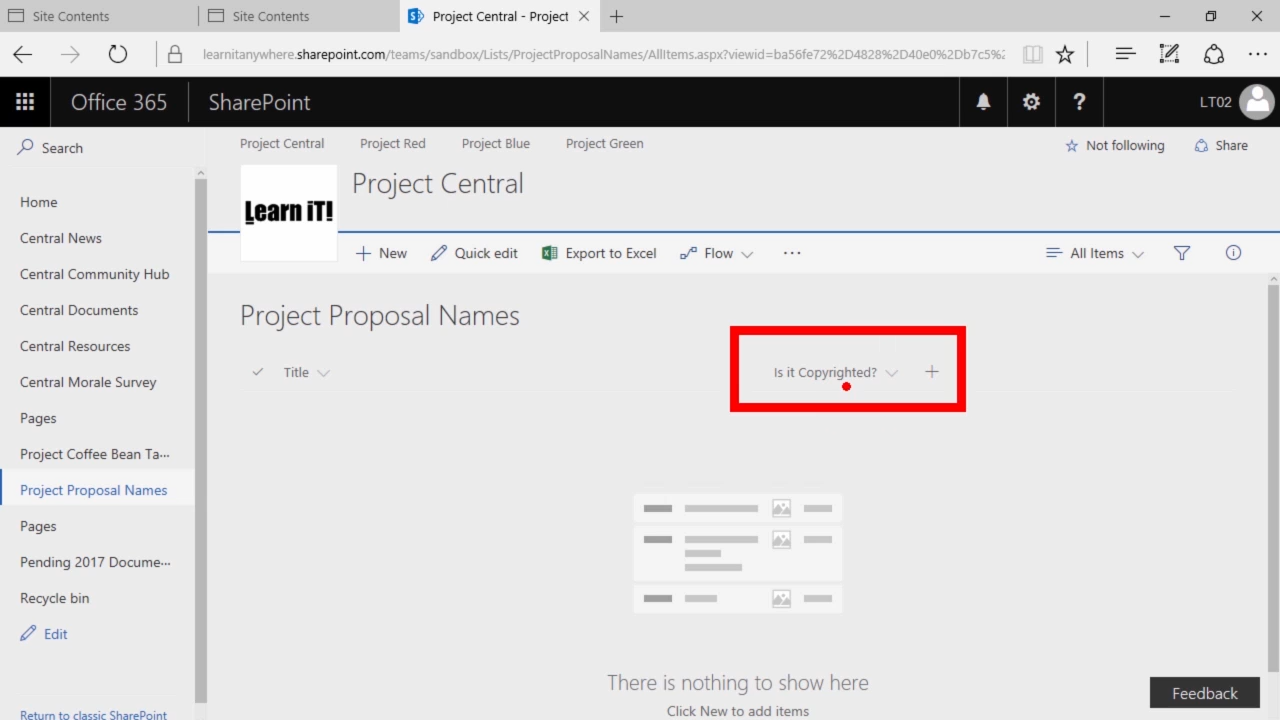 Site Contents
Site Contents
Project Central - Project
learnitanywhere.sharepoint.com/teams/sandbox/Lists/ProjectProposalNames/AllItems.aspx?viewid=ba56fe72%2D4828%2D40e0%2Db7c5%2
Office 365
SharePoint
?
LT02
Search
Project Central
Project Red
Project Blue
Project Green
Not following
Share
Learn iT!
Project Central
New
Quick edit
Export to Excel
Flow
...
All Items
Home
Central News
Central Community Hub
Central Documents
Central Resources
Central Morale Survey
Pages
Project Coffee Bean Ta...
Project Proposal Names
Pages
Pending 2017 Docume...
Recycle bin
Edit
Return to classic SharePoint
Project Proposal Names
Title
Is it Copyrighted?
There is nothing to show here
Click New to add items
Feedback